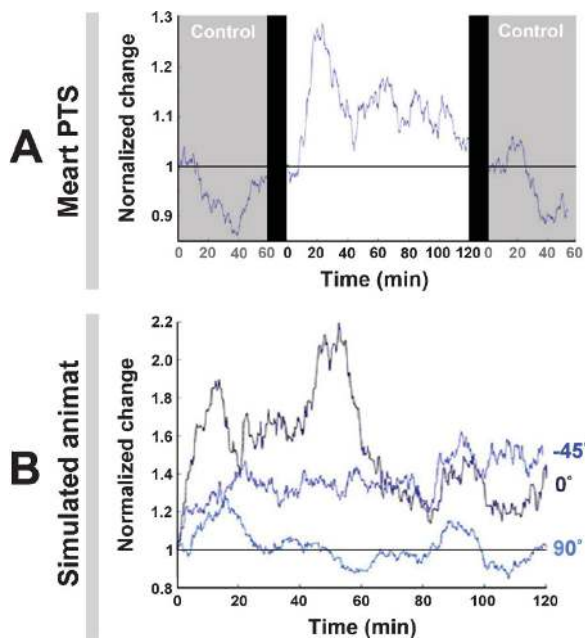 A
Meart PTS
Normalized change
1.3
1.2
1.1
1
0.9
Control
Control
0 20 40 60 0 20 40 60 80 100 120 0 20 40 60
Time (min)
B
Simulated animat
Normalized change
2.2
2
1.8
1.6
1.4
1.2
1
0.8
-45°
0°
90°
0 20 40 60 80 100 120
Time (min)